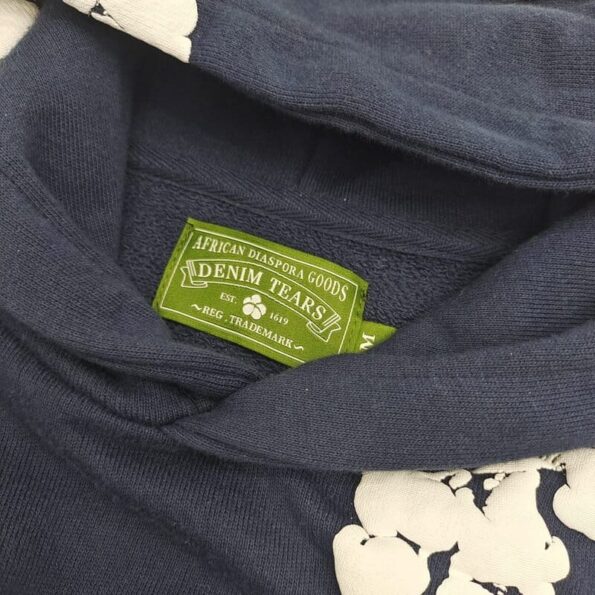 AFRICAN DIASPORA GOODS
DENIM TEARS
EST. 1619
~REG. TRADEMARK~
M